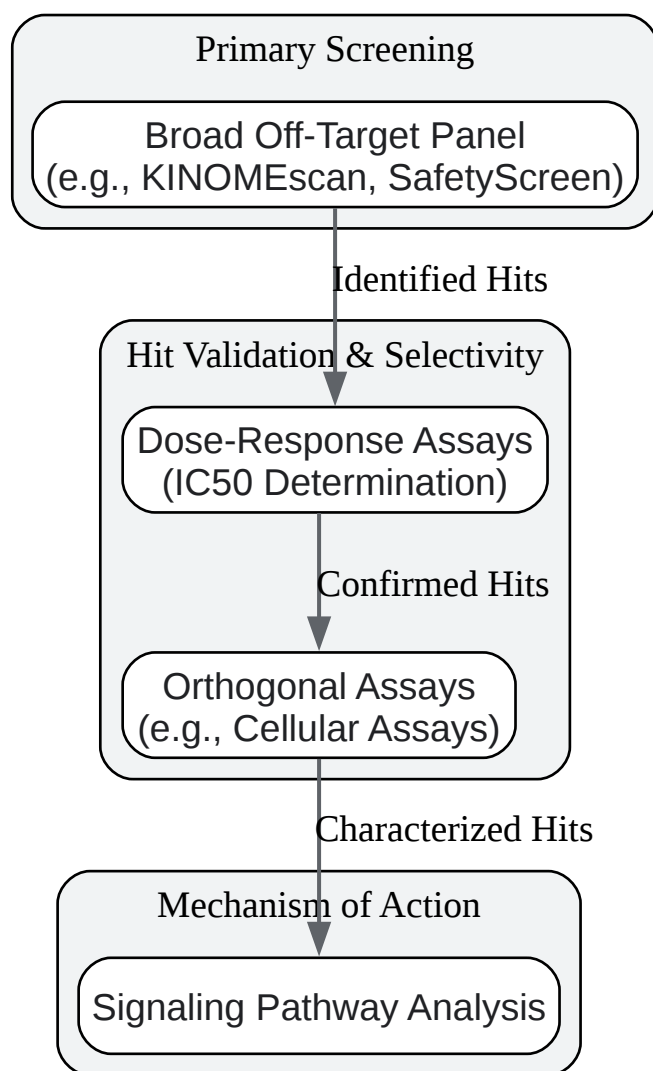 Primary Screening
Broad Off-Target Panel
(e.g., KINOMEscan, SafetyScreen)
Identified Hits
Hit Validation & Selectivity
Dose-Response Assays
(IC50 Determination)
Confirmed Hits
Orthogonal Assays
(e.g., Cellular Assays)
Characterized Hits
Mechanism of Action
Signaling Pathway Analysis